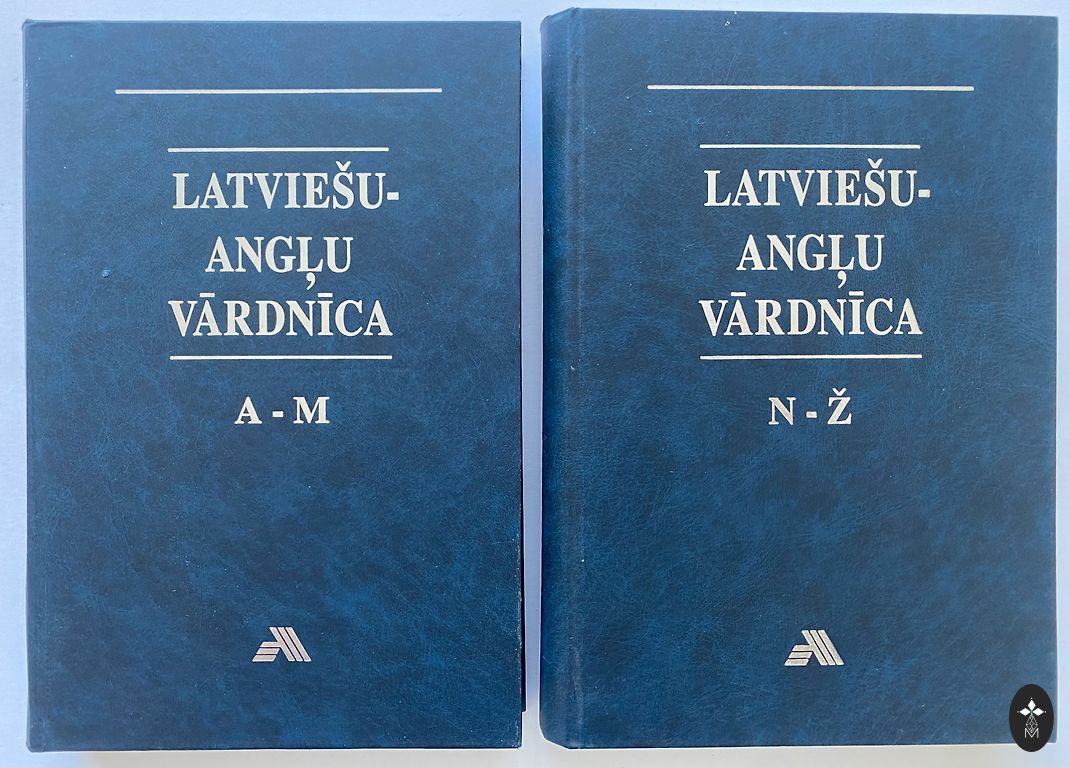 LATVIEŠU-
ANGĻU
VĀRDNĪCA
A - M
LATVIEŠU-
ANGĻU
VĀRDNĪCA
N - Ž
M